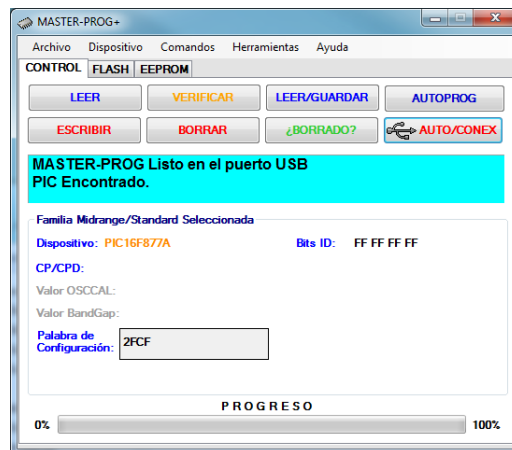 MASTER-PROG+
Archivo Dispositivo Comandos Herramientas Ayuda
CONTROL FLASH EEPROM
LEER VERIFICAR LEER/GUARDAR AUTOPROG
ESCRIBIR BORRAR ¿BORRADO? AUTO/CONEX
MASTER-PROG Listo en el puerto USB
PIC Encontrado.
Familia Midrange/Standard Seleccionada
Dispositivo: PIC16F877A Bits ID: FF FF FF FF
CP/CPD:
Valor OSCCAL:
Valor BandGap:
Palabra de
Configuración: 2FCF
PROGRESO
0% 100%